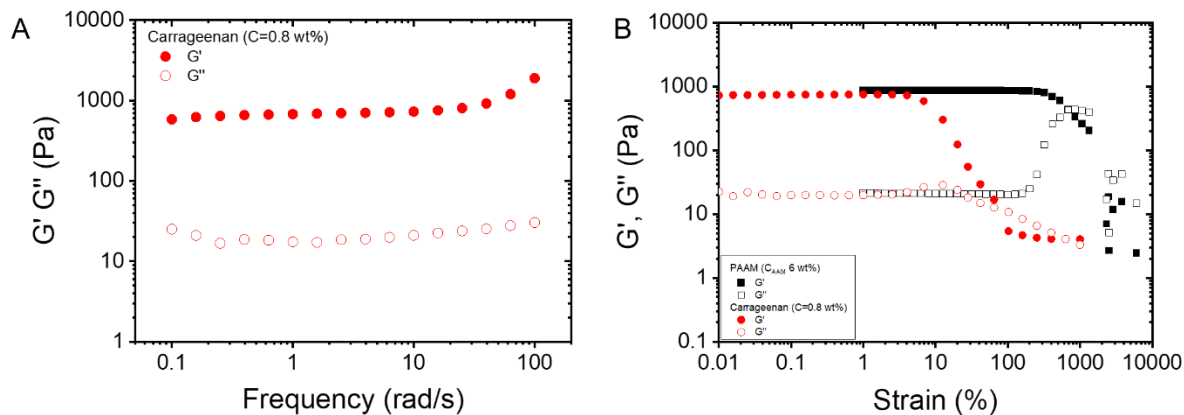 A
G' G" (Pa)
10000
1000
100
10
1
Carrageenan (C=0.8 wt%)
G'
G"
0.1 1 10 100
Frequency (rad/s)
B
G', G" (Pa)
10000
1000
100
10
1
0.1
PAAM (C_AAM 6 wt%)
G'
G"
Carrageenan (C=0.8 wt%)
G'
G"
0.01 0.1 1 10 100 1000 10000
Strain (%)